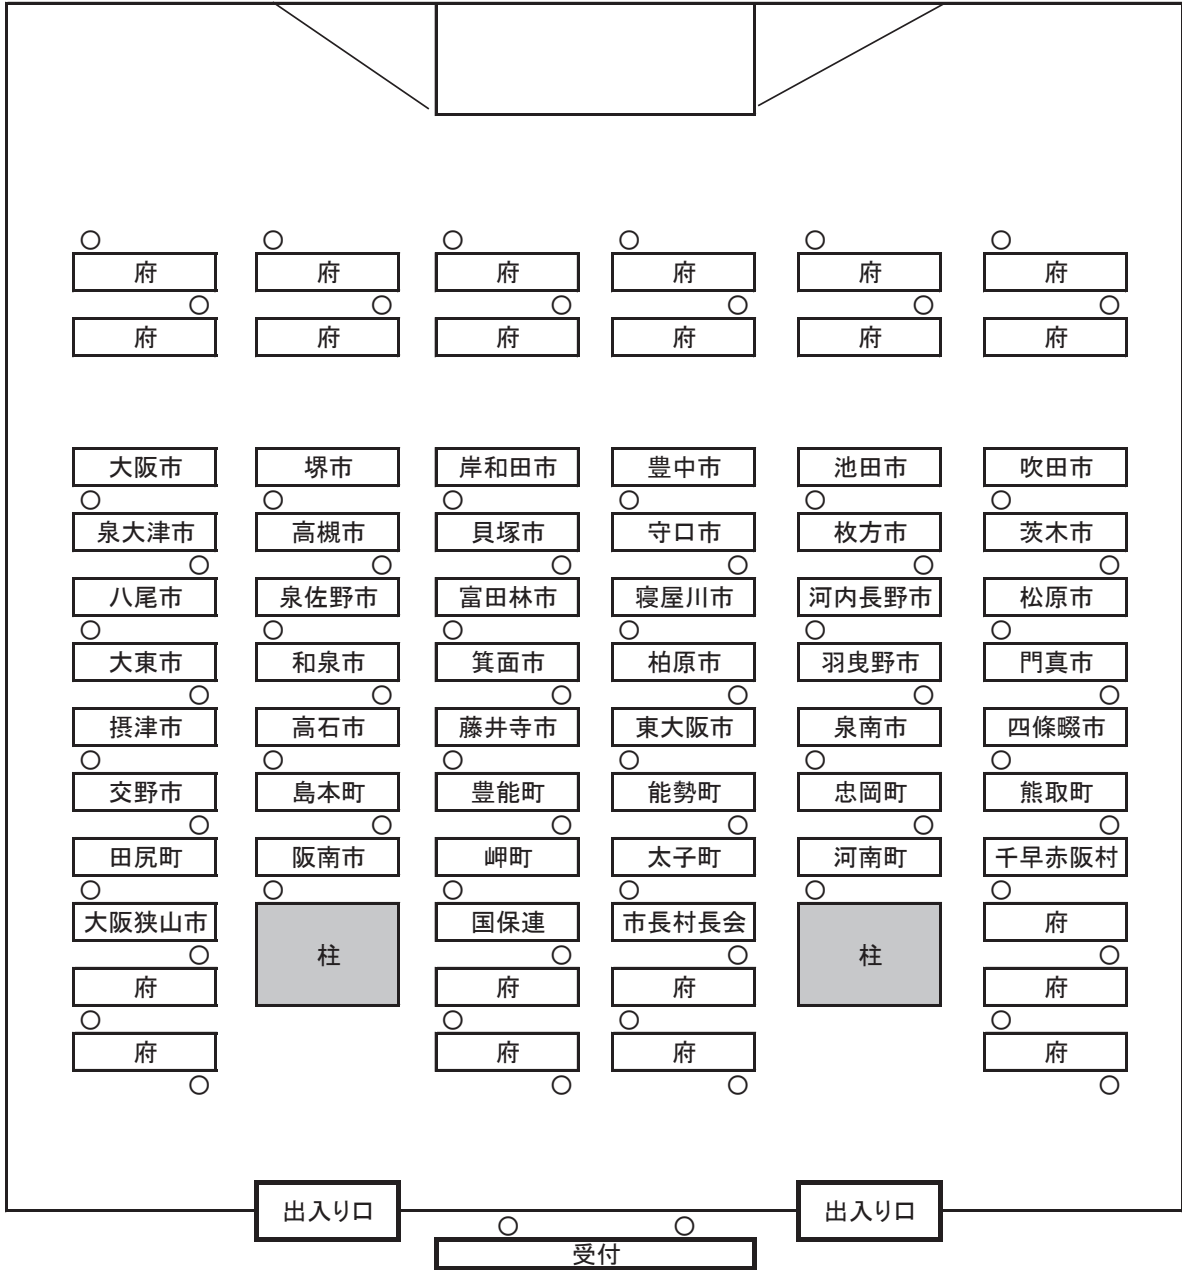 府 府 府 府 府 府
府 府 府 府 府 府
大阪市 堺市 岸和田市 豊中市 池田市 吹田市
泉大津市 高槻市 貝塚市 守口市 枚方市 茨木市
八尾市 泉佐野市 富田林市 寝屋川市 河内長野市 松原市
大東市 和泉市 箕面市 柏原市 羽曳野市 門真市
摂津市 高石市 藤井寺市 東大阪市 泉南市 四條畷市
交野市 島本町 豊能町 能勢町 忠岡町 熊取町
田尻町 阪南市 岬町 太子町 河南町 千早赤阪村
大阪狭山市 国保連 市長村長会 府
柱 柱
府 府 府 府
府 府 府 府
出入り口 出入り口
受付